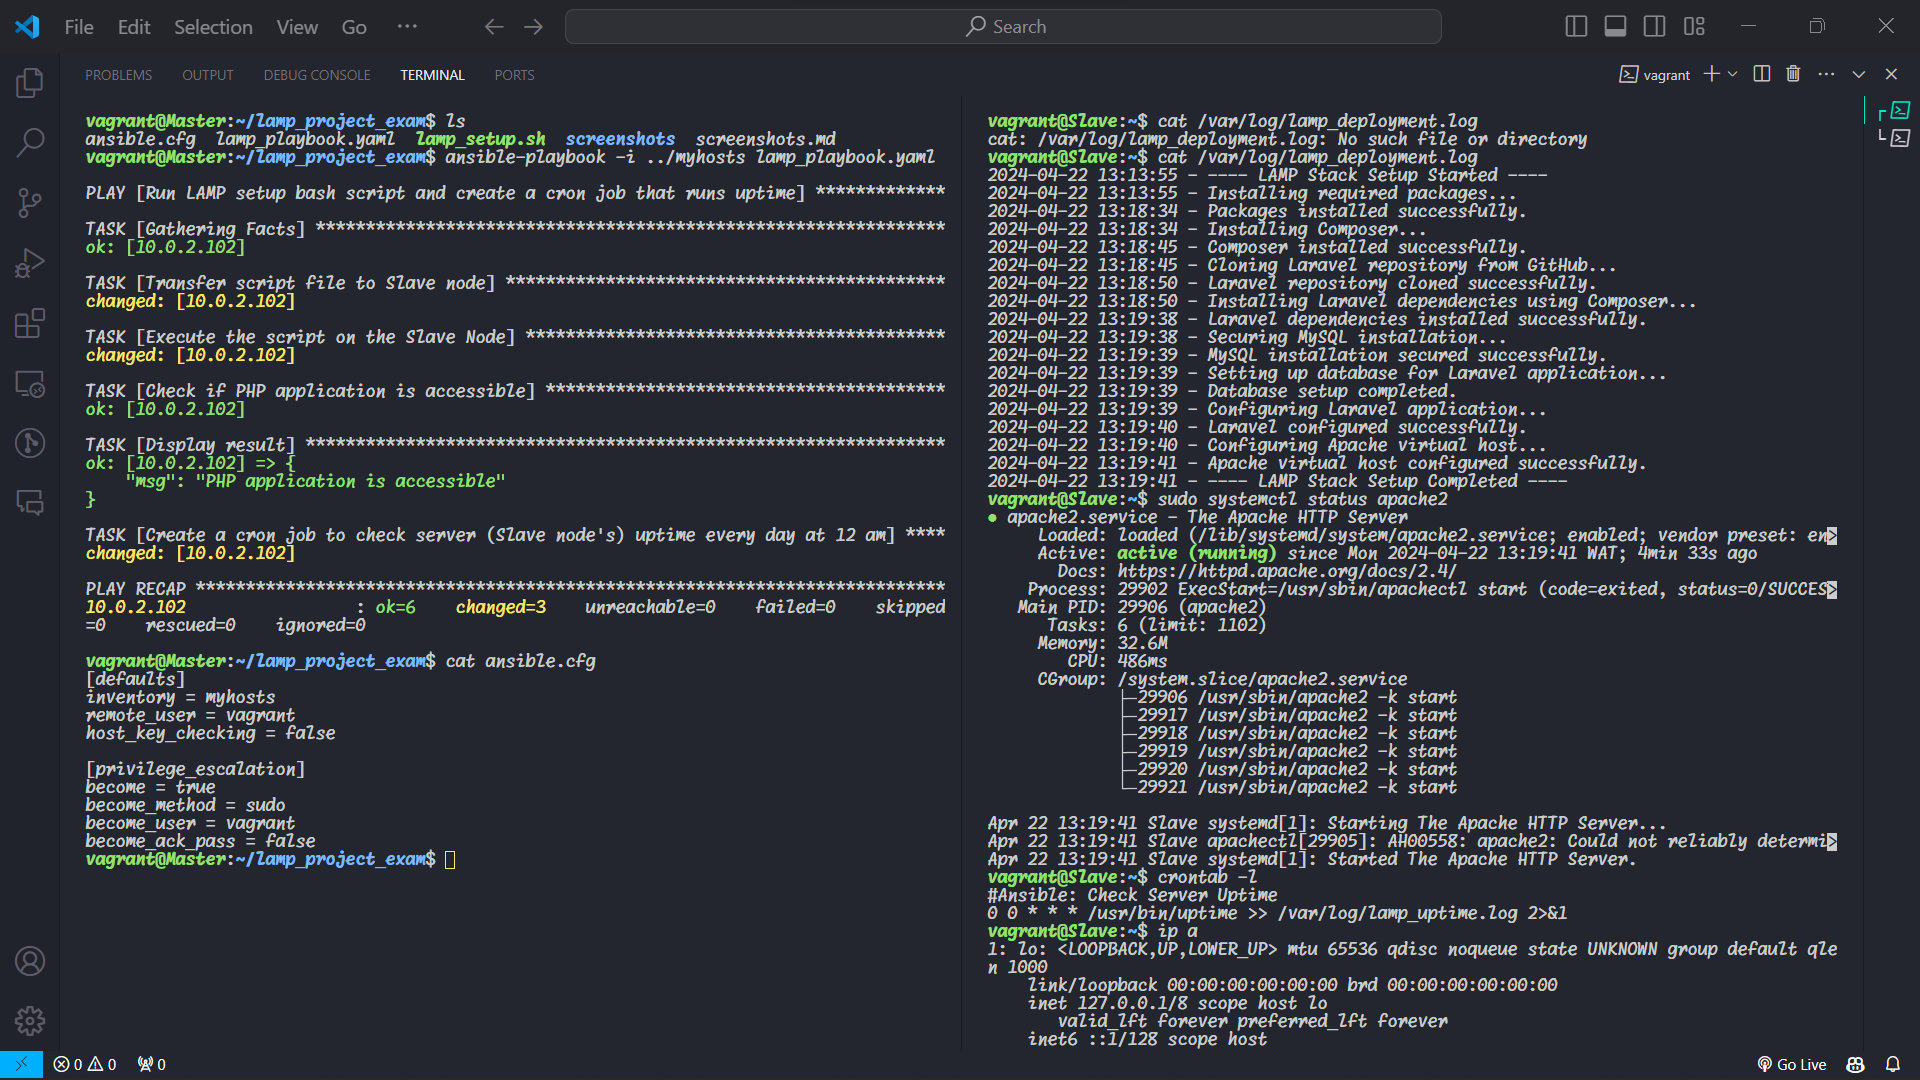 File Edit Selection View Go ··· Search
PROBLEMS OUTPUT DEBUG CONSOLE TERMINAL PORTS vagrant
vagrant@Master:~/lamp_project_exam$ ls
ansible.cfg lamp_playbook.yaml lamp_setup.sh screenshots screenshots.md
vagrant@Master:~/lamp_project_exam$ ansible-playbook -i ../myhosts lamp_playbook.yaml
PLAY [Run LAMP setup bash script and create a cron job that runs uptime] *************
TASK [Gathering Facts] ***************************************************************
ok: [10.0.2.102]
TASK [Transfer script file to Slave node] ********************************************
changed: [10.0.2.102]
TASK [Execute the script on the Slave Node] ******************************************
changed: [10.0.2.102]
TASK [Check if PHP application is accessible] ****************************************
ok: [10.0.2.102]
TASK [Display result] ****************************************************************
ok: [10.0.2.102] => {
"msg": "PHP application is accessible"
}
TASK [Create a cron job to check server (Slave node's) uptime every day at 12 am] ****
changed: [10.0.2.102]
PLAY RECAP ***************************************************************************
10.0.2.102 : ok=6 changed=3 unreachable=0 failed=0 skipped
=0 rescued=0 ignored=0
vagrant@Master:~/lamp_project_exam$ cat ansible.cfg
[defaults]
inventory = myhosts
remote_user = vagrant
host_key_checking = false
[privilege_escalation]
become = true
become_method = sudo
become_user = vagrant
become_ack_pass = false
vagrant@Master:~/lamp_project_exam$
vagrant@Slave:~$ cat /var/log/lamp_deployment.log
cat: /var/log/lamp_deployment.log: No such file or directory
vagrant@Slave:~$ cat /var/log/lamp_deployment.log
2024-04-22 13:13:55 - ---- LAMP Stack Setup Started ----
2024-04-22 13:13:55 - Installing required packages...
2024-04-22 13:18:34 - Packages installed successfully.
2024-04-22 13:18:34 - Installing Composer...
2024-04-22 13:18:45 - Composer installed successfully.
2024-04-22 13:18:45 - Cloning Laravel repository from GitHub...
2024-04-22 13:18:50 - Laravel repository cloned successfully.
2024-04-22 13:18:50 - Installing Laravel dependencies using Composer...
2024-04-22 13:19:38 - Laravel dependencies installed successfully.
2024-04-22 13:19:38 - Securing MySQL installation...
2024-04-22 13:19:39 - MySQL installation secured successfully.
2024-04-22 13:19:39 - Setting up database for Laravel application...
2024-04-22 13:19:39 - Database setup completed.
2024-04-22 13:19:39 - Configuring Laravel application...
2024-04-22 13:19:40 - Laravel configured successfully.
2024-04-22 13:19:40 - Configuring Apache virtual host...
2024-04-22 13:19:41 - Apache virtual host configured successfully.
2024-04-22 13:19:41 - ---- LAMP Stack Setup Completed ----
vagrant@Slave:~$ sudo systemctl status apache2
● apache2.service - The Apache HTTP Server
Loaded: loaded (/lib/systemd/system/apache2.service; enabled; vendor preset: en>
Active: active (running) since Mon 2024-04-22 13:19:41 WAT; 4min 33s ago
Docs: https://httpd.apache.org/docs/2.4/
Process: 29902 ExecStart=/usr/sbin/apachectl start (code=exited, status=0/SUCCES>
Main PID: 29906 (apache2)
Tasks: 6 (limit: 1102)
Memory: 32.6M
CPU: 486ms
CGroup: /system.slice/apache2.service
├─29906 /usr/sbin/apache2 -k start
├─29917 /usr/sbin/apache2 -k start
├─29918 /usr/sbin/apache2 -k start
├─29919 /usr/sbin/apache2 -k start
├─29920 /usr/sbin/apache2 -k start
└─29921 /usr/sbin/apache2 -k start
Apr 22 13:19:41 Slave systemd[1]: Starting The Apache HTTP Server...
Apr 22 13:19:41 Slave apachectl[29905]: AH00558: apache2: Could not reliably determi>
Apr 22 13:19:41 Slave systemd[1]: Started The Apache HTTP Server.
vagrant@Slave:~$ crontab -l
#Ansible: Check Server Uptime
0 0 * * * /usr/bin/uptime >> /var/log/lamp_uptime.log 2>&1
vagrant@Slave:~$ ip a
1: lo: <LOOPBACK,UP,LOWER_UP> mtu 65536 qdisc noqueue state UNKNOWN group default qle
n 1000
link/loopback 00:00:00:00:00:00 brd 00:00:00:00:00:00
inet 127.0.0.1/8 scope host lo
valid_lft forever preferred_lft forever
inet6 ::1/128 scope host
0 0 0 Go Live